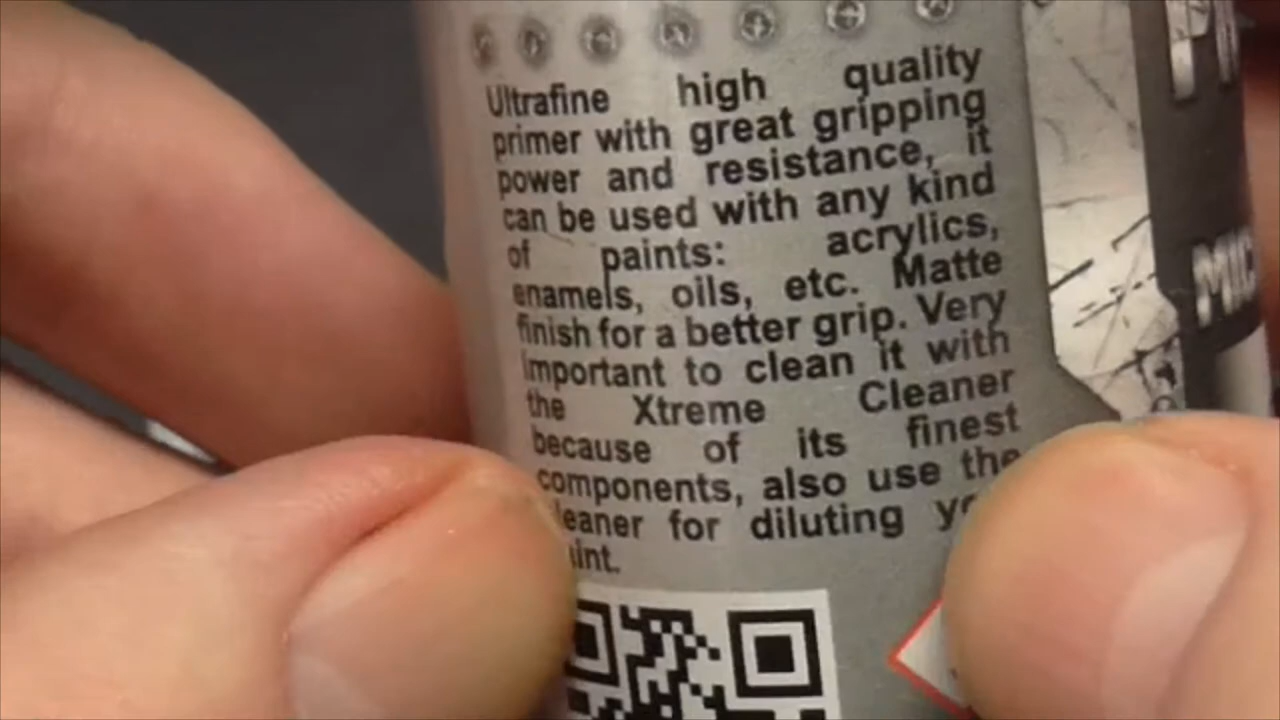 Ultrafine high quality
primer with great gripping
power and resistance, it
can be used with any kind
of paints: acrylics,
enamels, oils, etc. Matte
finish for a better grip. Very
important to clean it with
the Xtreme Cleaner
because of its finest
components, also use the
for diluting